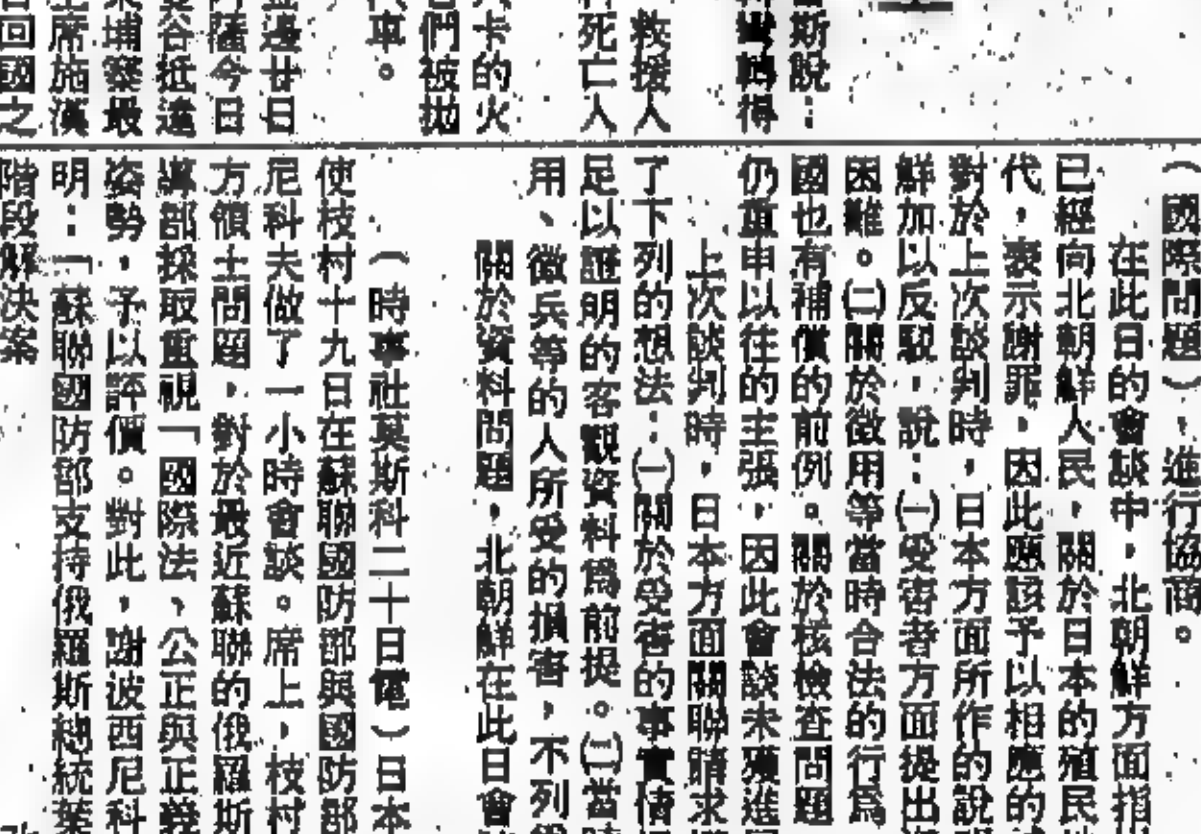 斯說：
得
救援人
死亡人
卡的火
們被拋
車。
邊廿日
薩今日
谷抵達
埔寨最
席施漢
回國之
（國際問題），進行協商。
在此日的會談中，北朝鮮方面指
已經向北朝鮮人民，關於日本的殖民
代，表示謝罪，因此應該予以相應的
對於上次談判時，日本方面所作的說
鮮加以反駁，說：㈠受害者方面提出
困難。㈡關於徵用等當時合法的行爲
國也有補償的前例。關於核檢查問題
仍重申以往的主張，因此會談未獲進
上次談判時，日本方面關聯賠求
了下列的想法：㈠關於受害的事實情
足以證明的客觀資料爲前提。㈡當時
用、徵兵等的人所受的損害，不列
關於資料問題，北朝鮮在此日會
（時事社莫斯科二十日電）日本
使枝村十九日在蘇聯國防部與國防部
尼科夫做了一小時會談。席上，枝村
方領土問題，對於最近蘇聯的俄羅斯
導部採取重視「國際法、公正與正義
姿勢，予以評價。對此，謝波西尼科
明：「蘇聯國防部支持俄羅斯總統葉
階段解決案